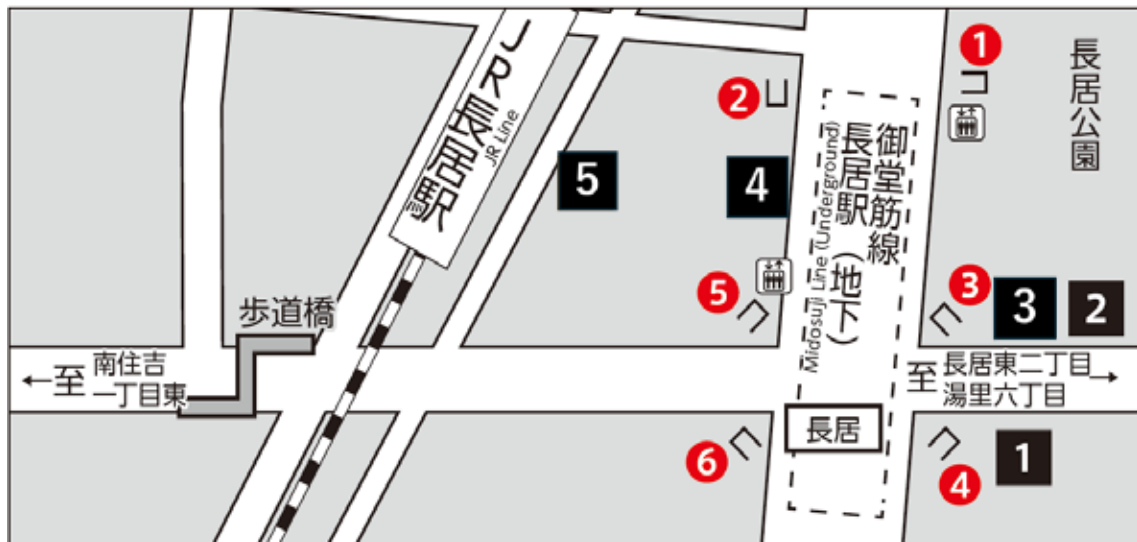 JR長居駅
JR Line
1
長居公園
2
5
4
御堂筋線
長居駅（地下）
Midosuji Line (Underground)
5
3
3
2
歩道橋
←至 南住吉
一丁目東
至 長居東二丁目→
湯里六丁目
長居
6
4
1